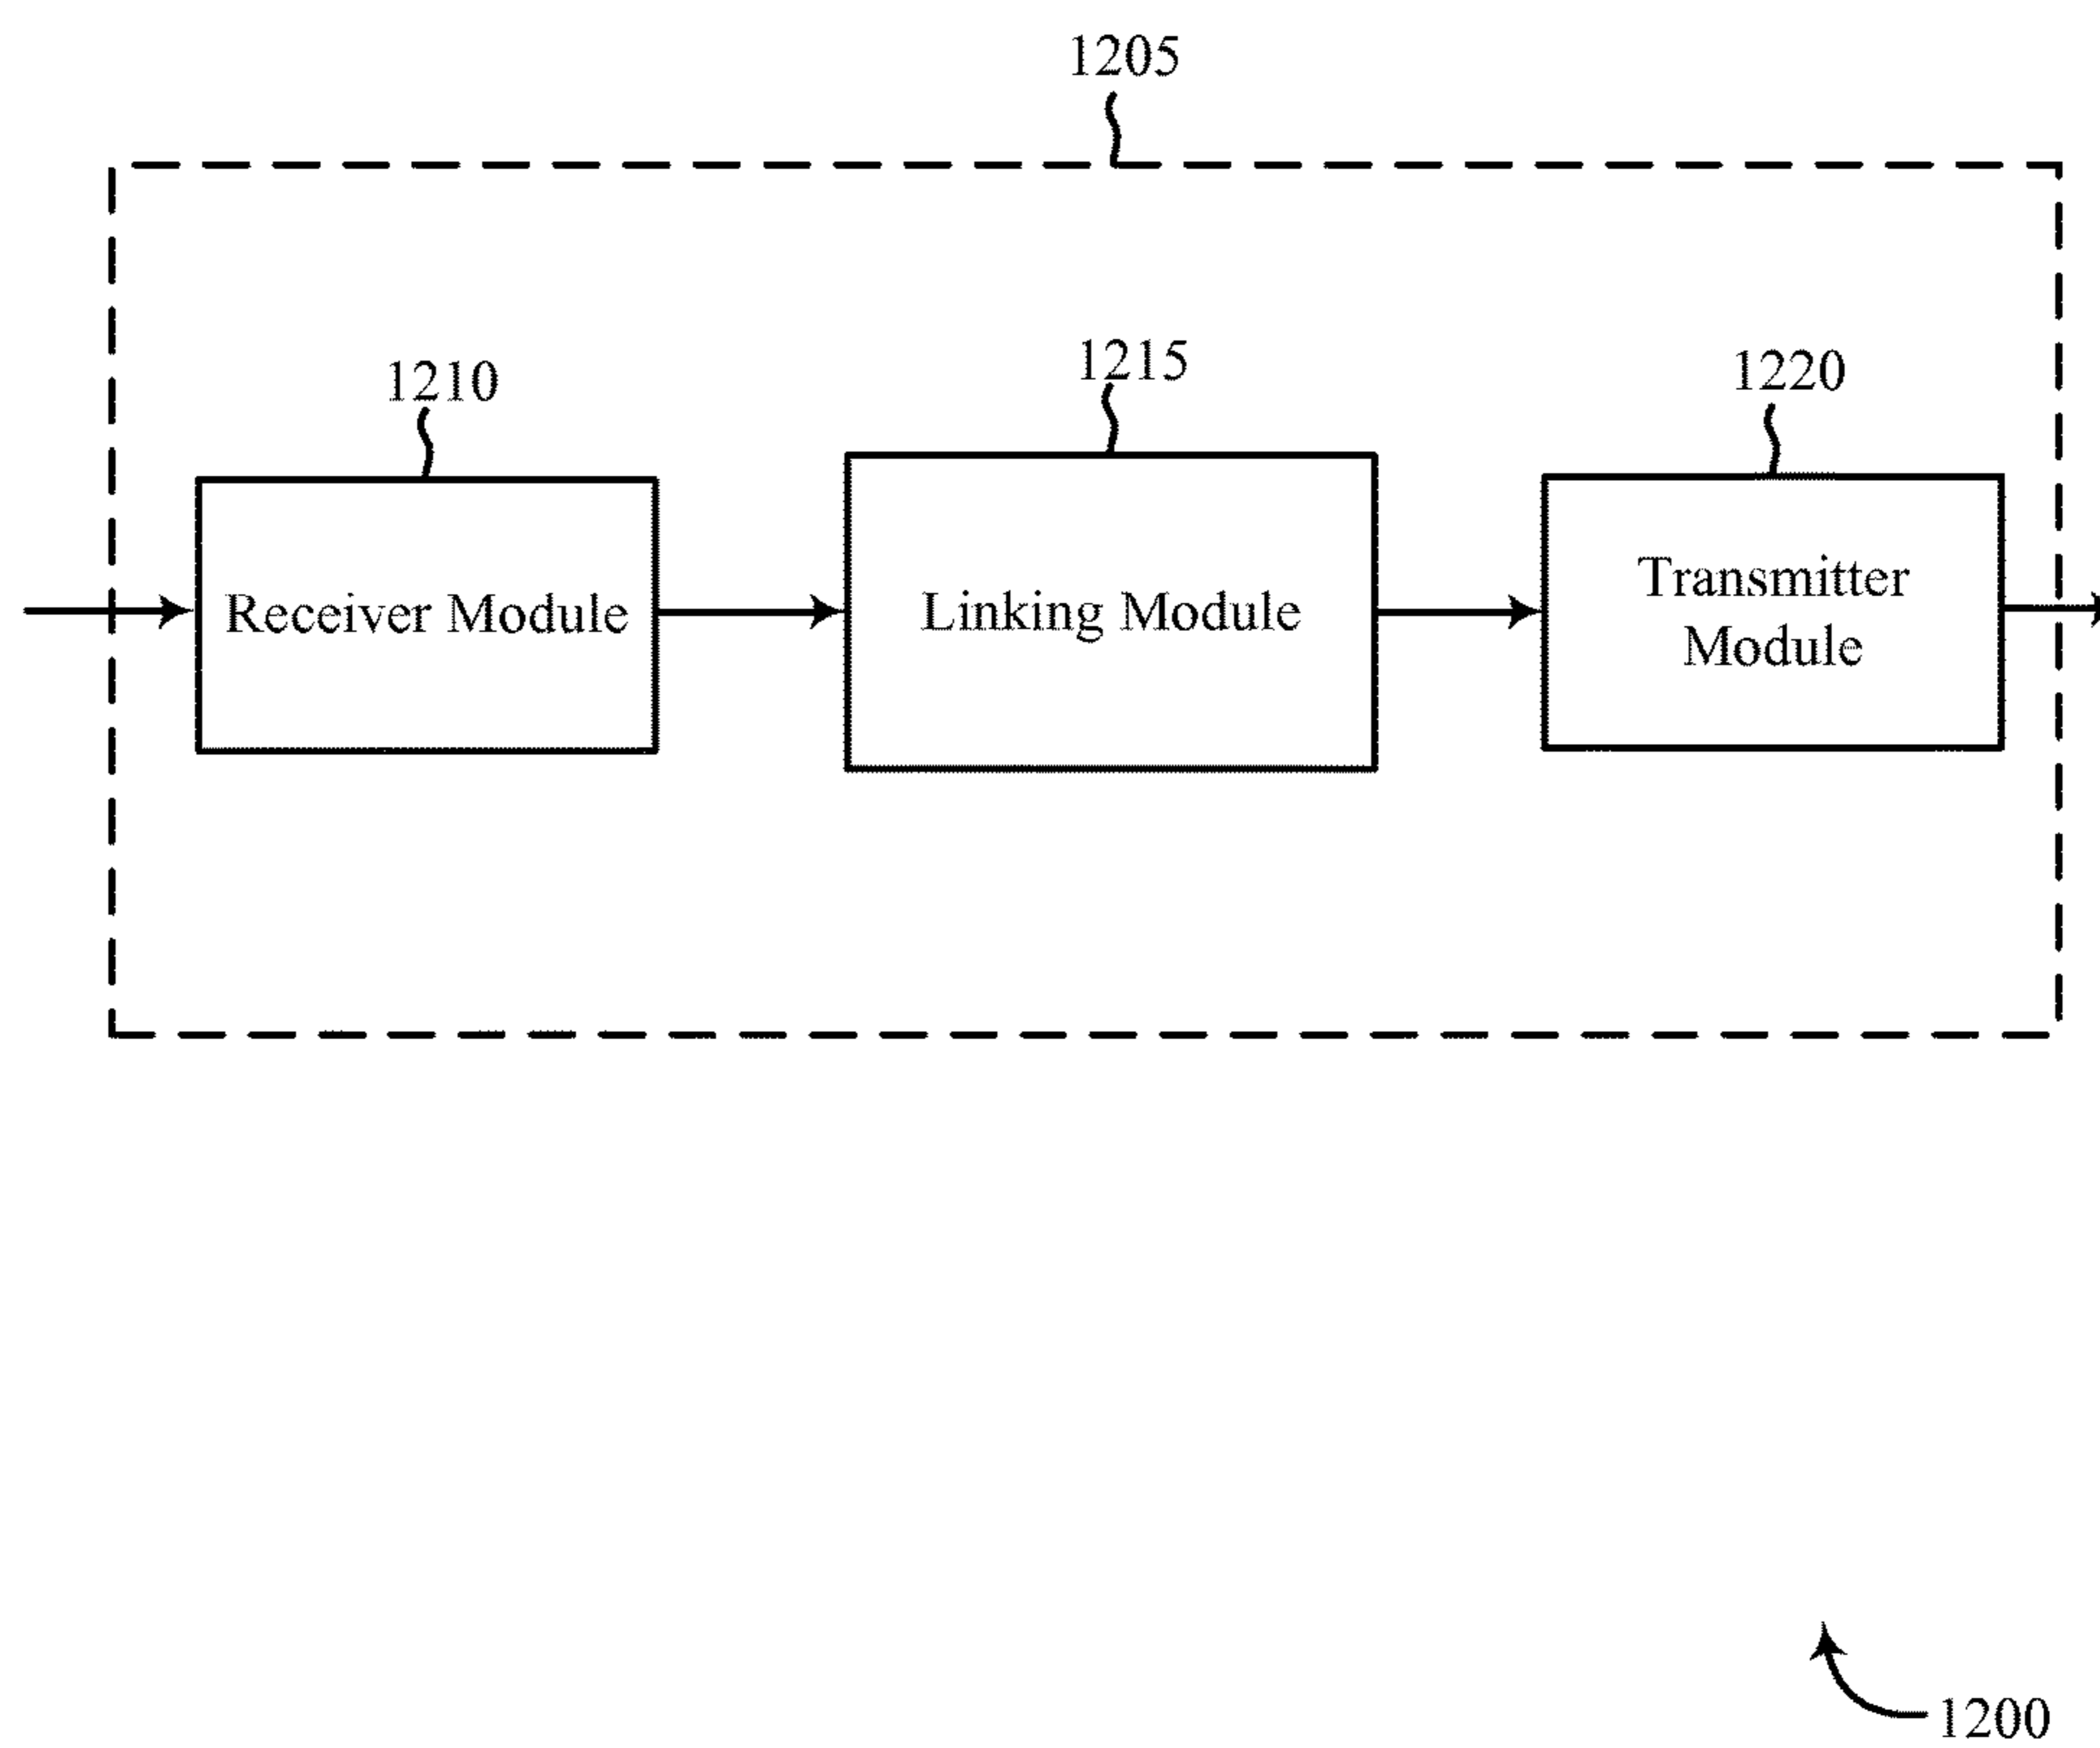 1205
1210
1215
1220
Receiver Module
Linking Module
Transmitter
Module
1200